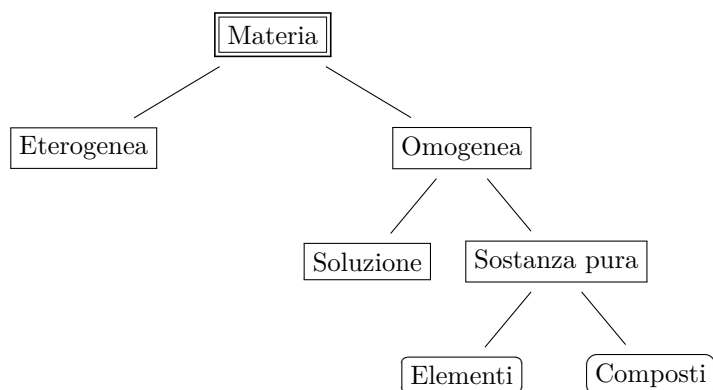 Materia
Eterogenea
Omogenea
Soluzione
Sostanza pura
Elementi
Composti